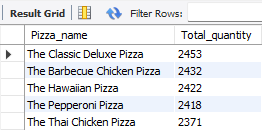 Result Grid Filter Rows:
Pizza_name Total_quantity
The Classic Deluxe Pizza 2453
The Barbecue Chicken Pizza 2432
The Hawaiian Pizza 2422
The Pepperoni Pizza 2418
The Thai Chicken Pizza 2371